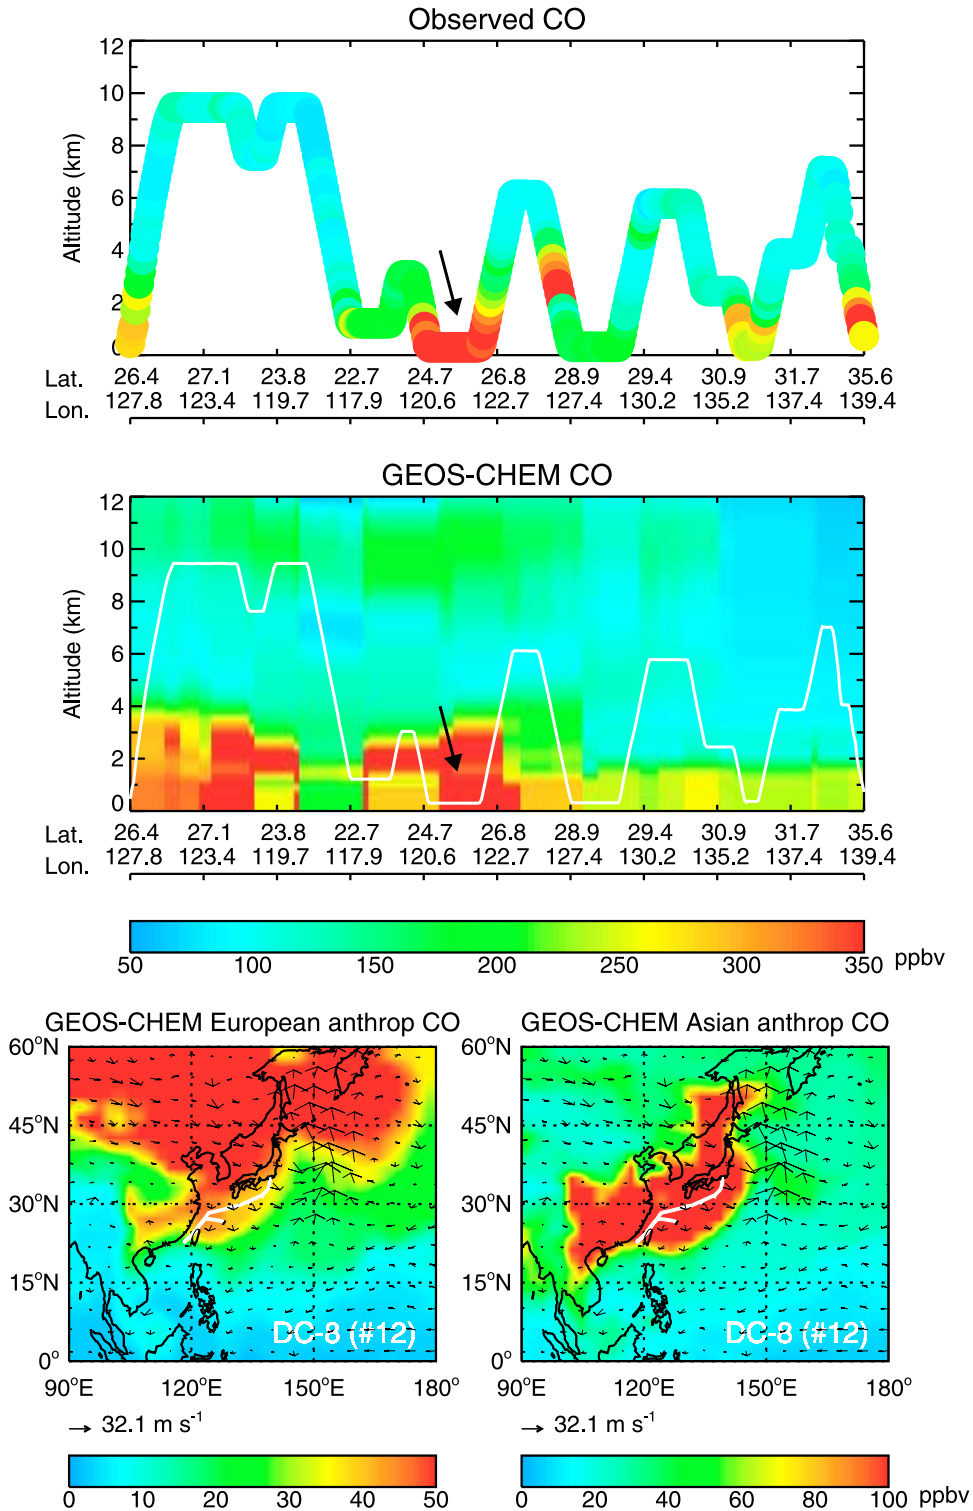 Observed CO
12
10
8
6
4
2
0
Altitude (km)
Lat. 26.4 27.1 23.8 22.7 24.7 26.8 28.9 29.4 30.9 31.7 35.6
Lon. 127.8 123.4 119.7 117.9 120.6 122.7 127.4 130.2 135.2 137.4 139.4
GEOS-CHEM CO
12
10
8
6
4
2
0
Altitude (km)
Lat. 26.4 27.1 23.8 22.7 24.7 26.8 28.9 29.4 30.9 31.7 35.6
Lon. 127.8 123.4 119.7 117.9 120.6 122.7 127.4 130.2 135.2 137.4 139.4
50 100 150 200 250 300 350 ppbv
GEOS-CHEM European anthrop CO
60°N
45°N
30°N
15°N
0°
DC-8 (#12)
90°E 120°E 150°E 180°
→ 32.1 m s⁻¹
0 10 20 30 40 50
GEOS-CHEM Asian anthrop CO
60°N
45°N
30°N
15°N
0°
DC-8 (#12)
90°E 120°E 150°E 180°
→ 32.1 m s⁻¹
0 20 40 60 80 100 ppbv